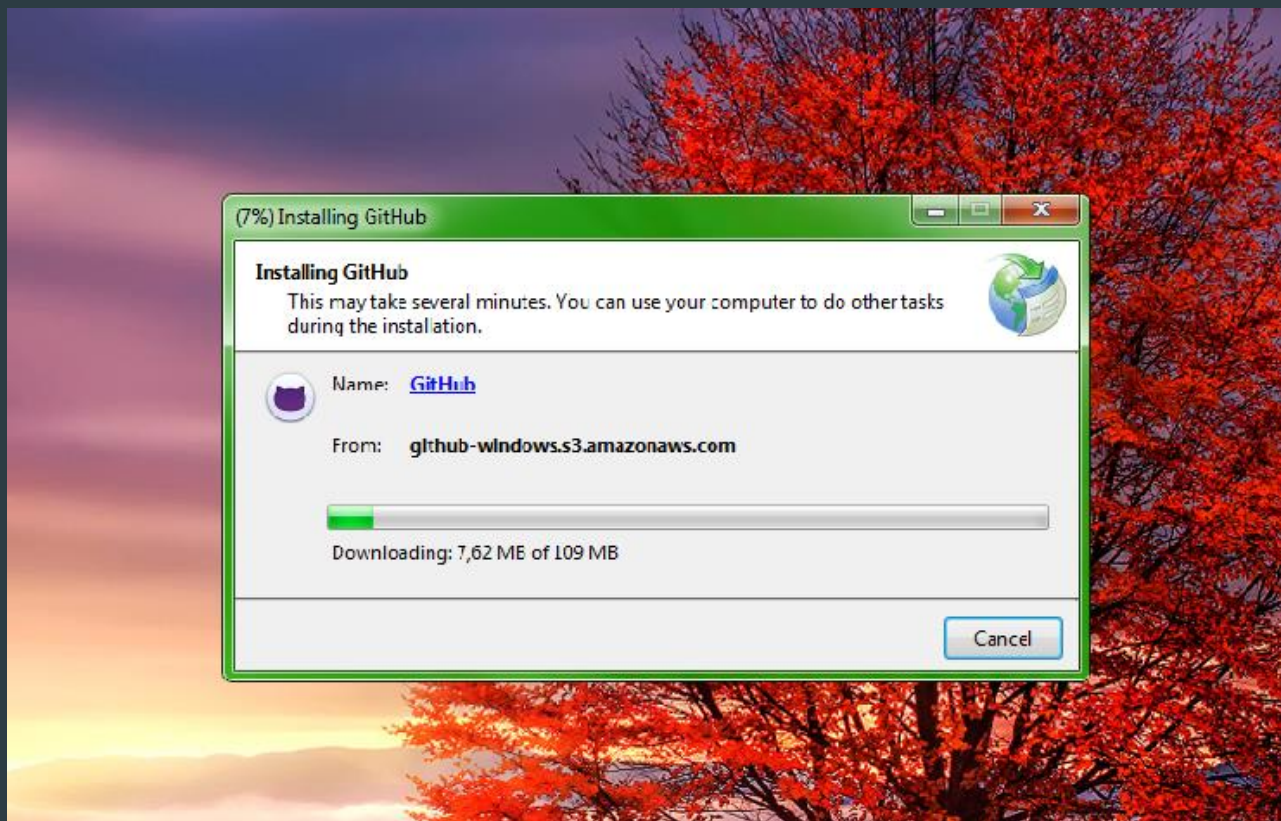 (7%) Installing GitHub
Installing GitHub
This may take several minutes. You can use your computer to do other tasks
during the installation.
Name: GitHub
From: github-windows.s3.amazonaws.com
Downloading: 7,62 MB of 109 MB
Cancel